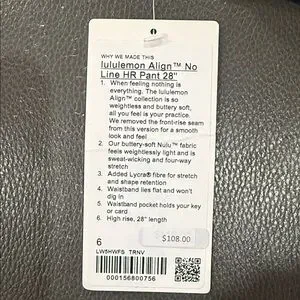 WHY WE MADE THIS
lululemon Align™ No
Line HR Pant 28"
1. When feeling nothing is
everything. The lululemon
Align™ collection is so
weightless and buttery soft,
all you feel is your practice.
We removed the front-rise seam
from this version for a smooth
look and feel
2. Our buttery-soft Nulu™ fabric
feels weightlessly light and is
sweat-wicking and four-way
stretch
3. Added Lycra® fibre for stretch
and shape retention
4. Waistband lies flat and won't
dig in
5. Waistband pocket holds your key
or card
6. High rise, 28" length
6
$108.00
LW5HWFS TRNV
000156800756